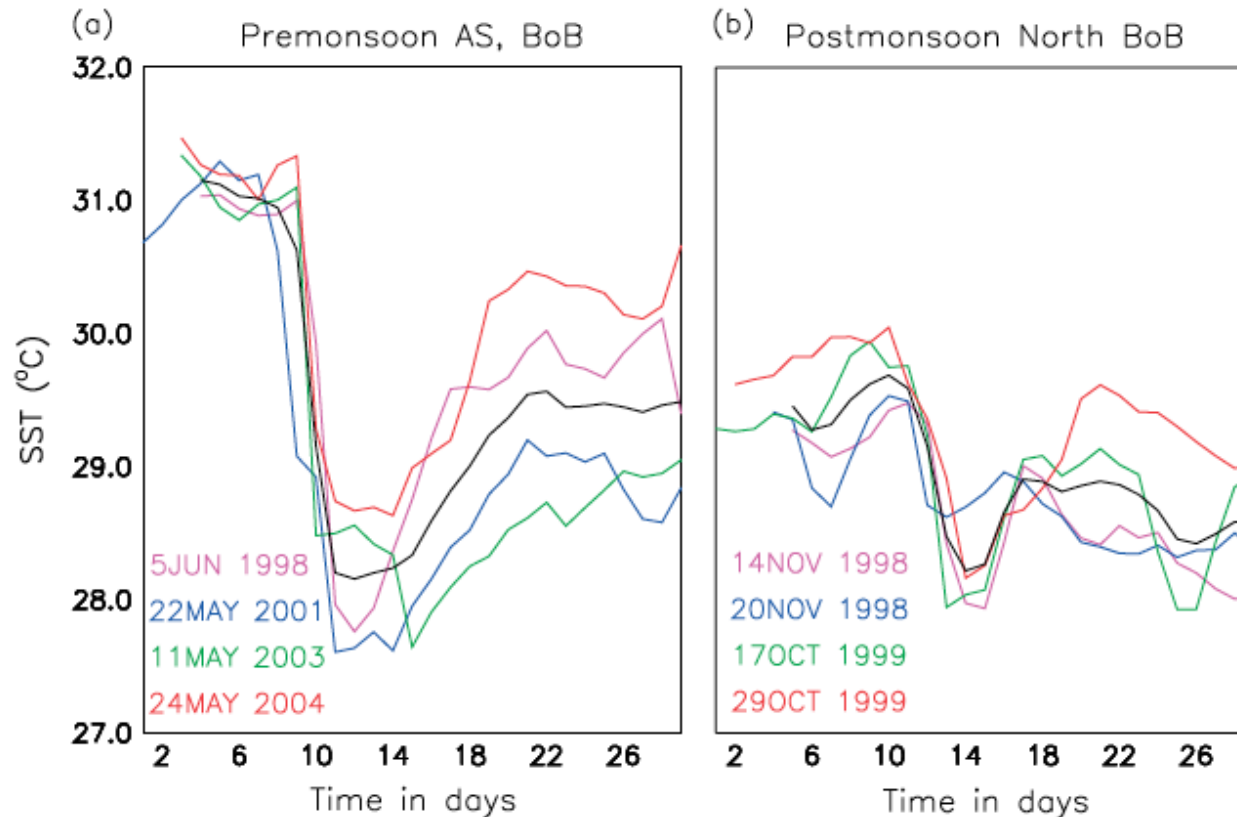 (a)
Premonsoon AS, BoB
(b)
Postmonsoon North BoB
32.0
31.0
30.0
29.0
28.0
27.0
SST (°C)
5JUN 1998
22MAY 2001
11MAY 2003
24MAY 2004
2 6 10 14 18 22 26
Time in days
14NOV 1998
20NOV 1998
17OCT 1999
29OCT 1999
2 6 10 14 18 22 26
Time in days